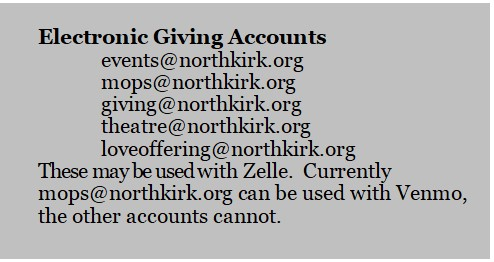 Electronic Giving Accounts
events@northkirk.org
mops@northkirk.org
giving@northkirk.org
theatre@northkirk.org
loveoffering@northkirk.org
These may be used with Zelle.  Currently
mops@northkirk.org can be used with Venmo,
the other accounts cannot.